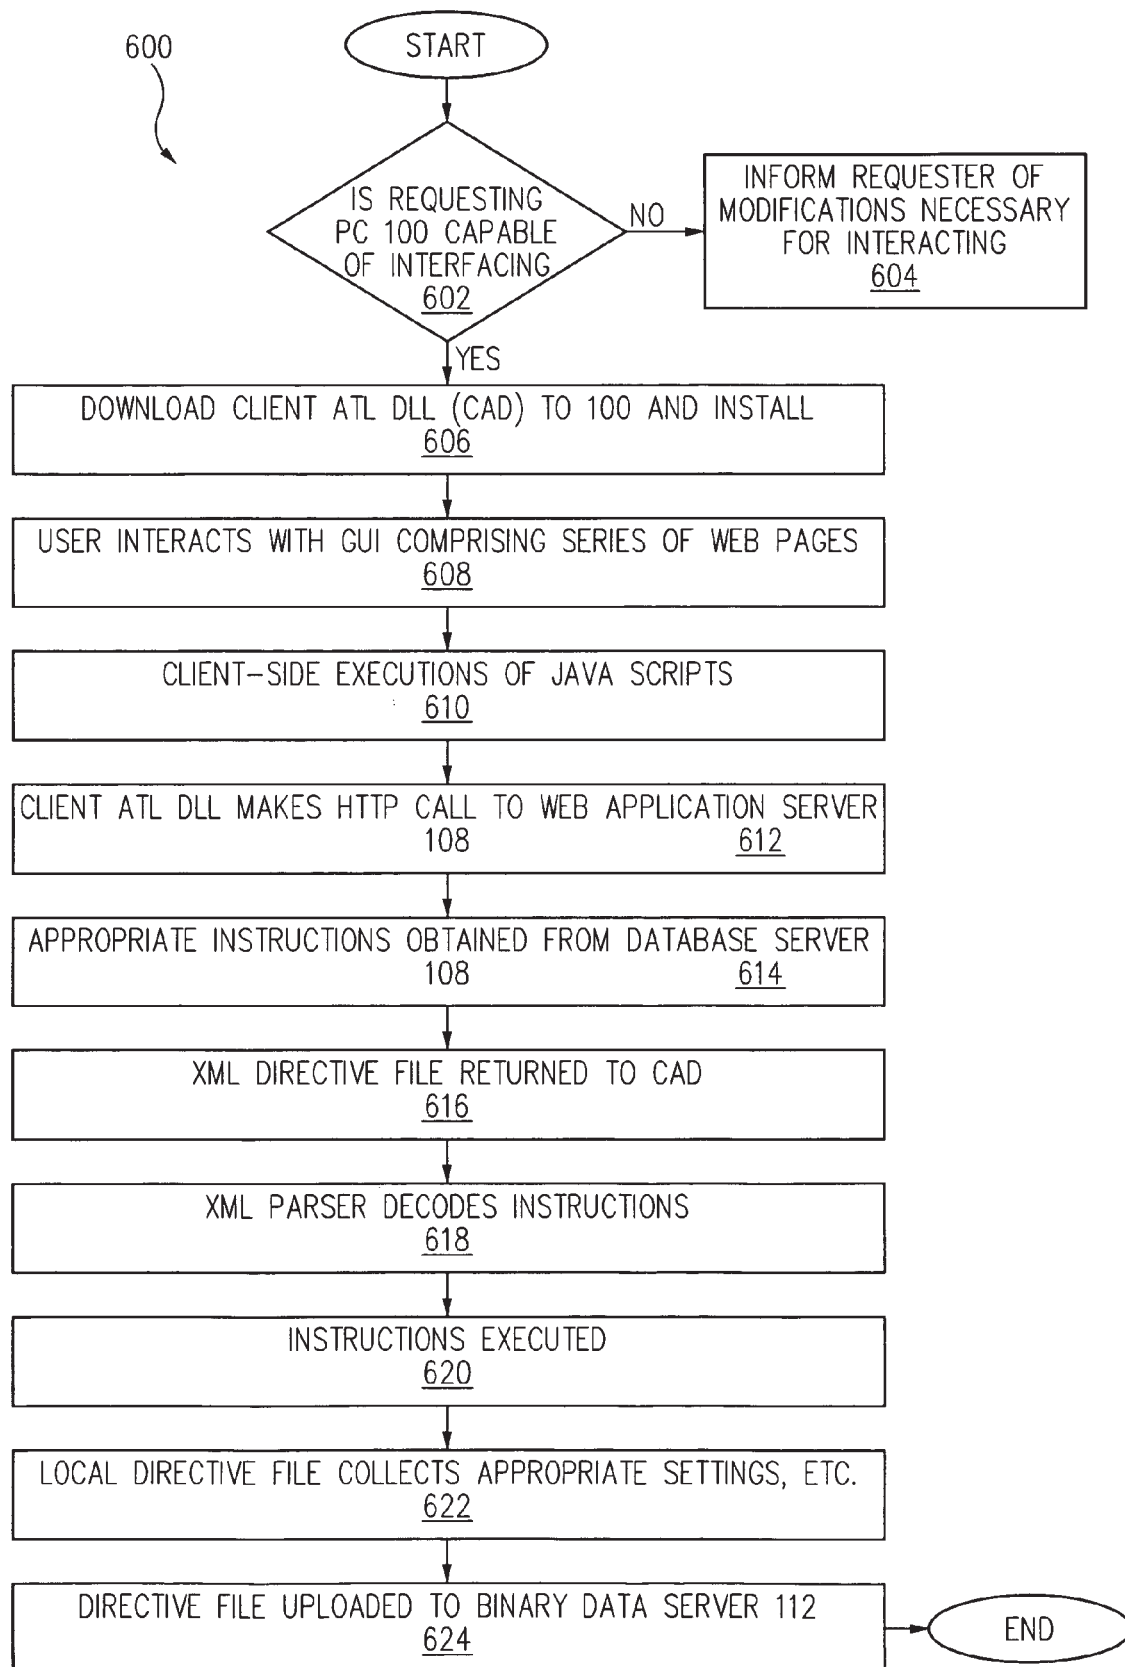 600
START
IS REQUESTING
PC 100 CAPABLE
OF INTERFACING
602
NO
INFORM REQUESTER OF
MODIFICATIONS NECESSARY
FOR INTERACTING
604
YES
DOWNLOAD CLIENT ATL DLL (CAD) TO 100 AND INSTALL
606
USER INTERACTS WITH GUI COMPRISING SERIES OF WEB PAGES
608
CLIENT-SIDE EXECUTIONS OF JAVA SCRIPTS
610
CLIENT ATL DLL MAKES HTTP CALL TO WEB APPLICATION SERVER
108 612
APPROPRIATE INSTRUCTIONS OBTAINED FROM DATABASE SERVER
108 614
XML DIRECTIVE FILE RETURNED TO CAD
616
XML PARSER DECODES INSTRUCTIONS
618
INSTRUCTIONS EXECUTED
620
LOCAL DIRECTIVE FILE COLLECTS APPROPRIATE SETTINGS, ETC.
622
DIRECTIVE FILE UPLOADED TO BINARY DATA SERVER 112
624
END